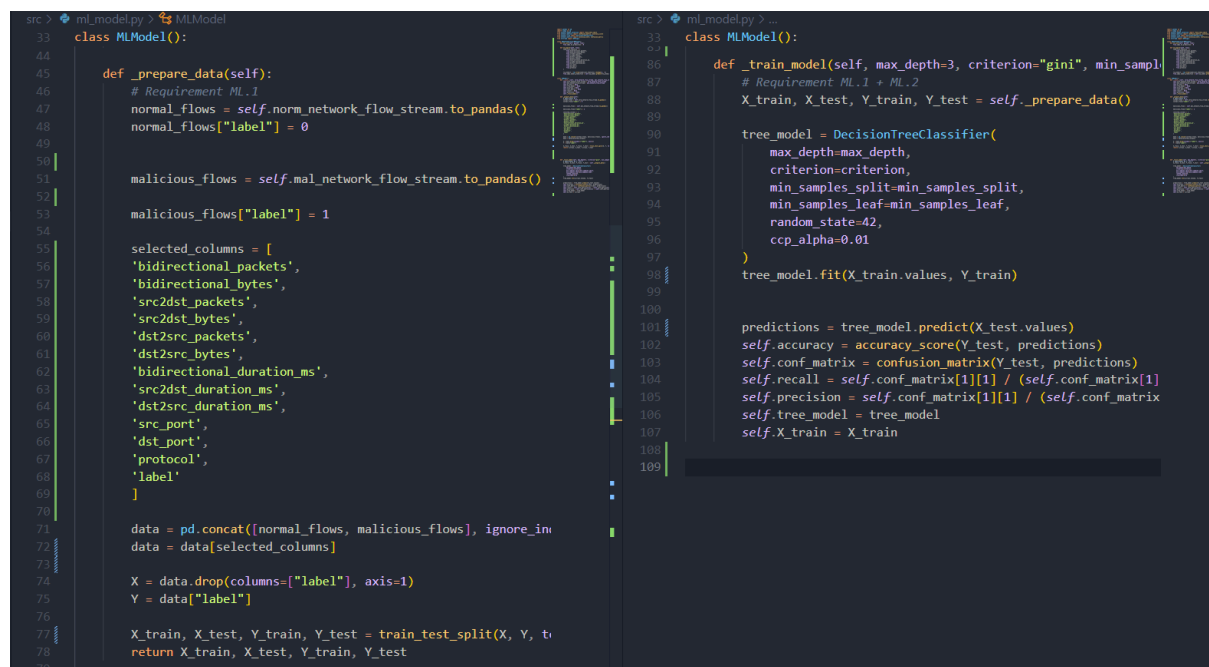 src > ml_model.py > MLModel
33 class MLModel():
44
45 def _prepare_data(self):
46 # Requirement ML.1
47 normal_flows = self.norm_network_flow_stream.to_pandas()
48 normal_flows["label"] = 0
49
50
51 malicious_flows = self.mal_network_flow_stream.to_pandas()
52
53 malicious_flows["label"] = 1
54
55 selected_columns = [
56 'bidirectional_packets',
57 'bidirectional_bytes',
58 'src2dst_packets',
59 'src2dst_bytes',
60 'dst2src_packets',
61 'dst2src_bytes',
62 'bidirectional_duration_ms',
63 'src2dst_duration_ms',
64 'dst2src_duration_ms',
65 'src_port',
66 'dst_port',
67 'protocol',
68 'label'
69 ]
70
71 data = pd.concat([normal_flows, malicious_flows], ignore_in
72 data = data[selected_columns]
73
74 X = data.drop(columns=["label"], axis=1)
75 Y = data["label"]
76
77 X_train, X_test, Y_train, Y_test = train_test_split(X, Y, te
78 return X_train, X_test, Y_train, Y_test
src > ml_model.py > ...
33 class MLModel():
86 def _train_model(self, max_depth=3, criterion="gini", min_sampl
87 # Requirement ML.1 + ML.2
88 X_train, X_test, Y_train, Y_test = self._prepare_data()
89
90 tree_model = DecisionTreeClassifier(
91 max_depth=max_depth,
92 criterion=criterion,
93 min_samples_split=min_samples_split,
94 min_samples_leaf=min_samples_leaf,
95 random_state=42,
96 ccp_alpha=0.01
97 )
98 tree_model.fit(X_train.values, Y_train)
99
100
101 predictions = tree_model.predict(X_test.values)
102 self.accuracy = accuracy_score(Y_test, predictions)
103 self.conf_matrix = confusion_matrix(Y_test, predictions)
104 self.recall = self.conf_matrix[1][1] / (self.conf_matrix[1]
105 self.precision = self.conf_matrix[1][1] / (self.conf_matrix
106 self.tree_model = tree_model
107 self.X_train = X_train
108
109